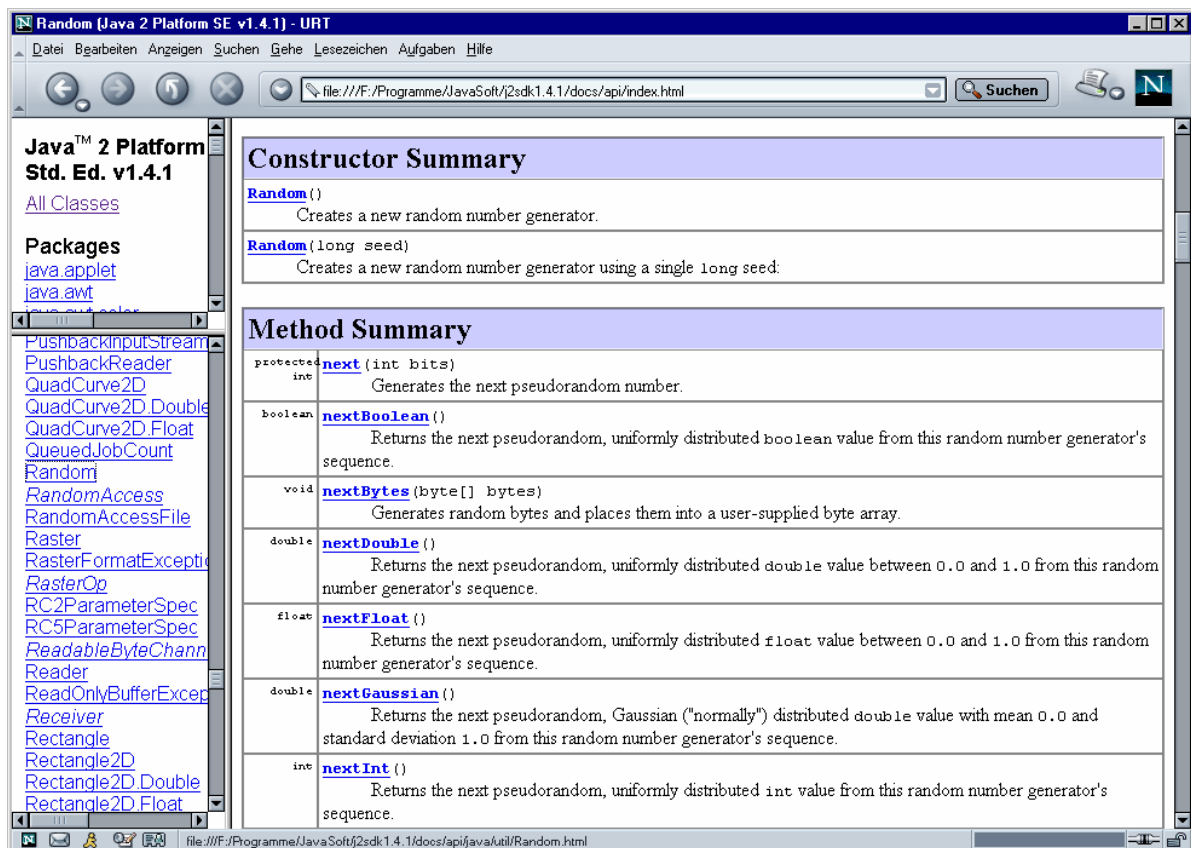 Random (Java 2 Platform SE v1.4.1) - URT
Datei Bearbeiten Anzeigen Suchen Gehe Lesezeichen Aufgaben Hilfe
file:///F:/Programme/JavaSoft/j2sdk1.4.1/docs/api/index.html
Suchen
N
Java™ 2 Platform
Std. Ed. v1.4.1
All Classes
Packages
java.applet
java.awt
PushbackInputStream
PushbackReader
QuadCurve2D
QuadCurve2D.Double
QuadCurve2D.Float
QueuedJobCount
Random
RandomAccess
RandomAccessFile
Raster
RasterFormatExcepti
RasterOp
RC2ParameterSpec
RC5ParameterSpec
ReadableByteChann
Reader
ReadOnlyBufferExcep
Receiver
Rectangle
Rectangle2D
Rectangle2D.Double
Rectangle2D.Float
Constructor Summary
Random()
Creates a new random number generator.
Random(long seed)
Creates a new random number generator using a single long seed:
Method Summary
protected int next(int bits)
Generates the next pseudorandom number.
boolean nextBoolean()
Returns the next pseudorandom, uniformly distributed boolean value from this random number generator's
sequence.
void nextBytes(byte[] bytes)
Generates random bytes and places them into a user-supplied byte array.
double nextDouble()
Returns the next pseudorandom, uniformly distributed double value between 0.0 and 1.0 from this random
number generator's sequence.
float nextFloat()
Returns the next pseudorandom, uniformly distributed float value between 0.0 and 1.0 from this random
number generator's sequence.
double nextGaussian()
Returns the next pseudorandom, Gaussian ("normally") distributed double value with mean 0.0 and
standard deviation 1.0 from this random number generator's sequence.
int nextInt()
Returns the next pseudorandom, uniformly distributed int value from this random number generator's
sequence.
file:///F:/Programme/JavaSoft/j2sdk1.4.1/docs/api/java/util/Random.html